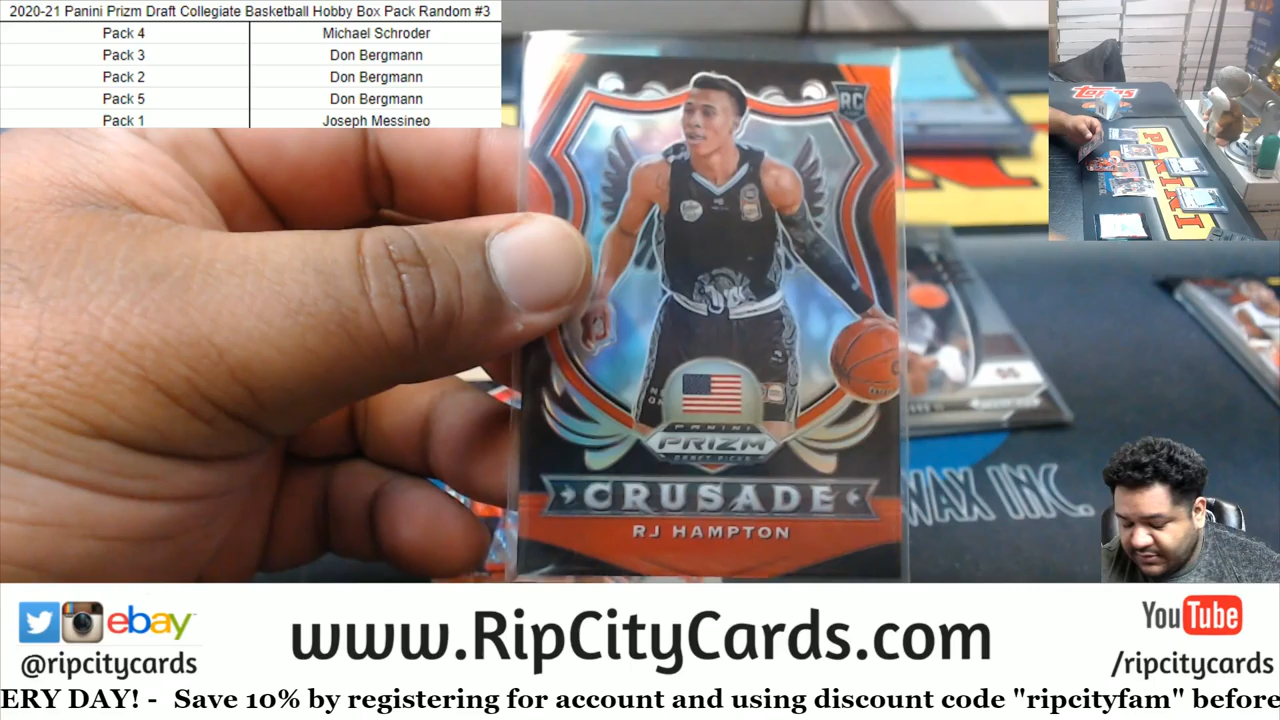 2020-21 Panini Prizm Draft Collegiate Basketball Hobby Box Pack Random #3
Pack 4 Michael Schroder
Pack 3 Don Bergmann
Pack 2 Don Bergmann
Pack 5 Don Bergmann
Pack 1 Joseph Messineo
RC
PANINI
PRIZM
DRAFT PICKS
CRUSADE
RJ HAMPTON
WAX INC.
Topps
PANINI
ebay
www.RipCityCards.com
YouTube
@ripcitycards
/ripcitycards
ERY DAY! - Save 10% by registering for account and using discount code "ripcityfam" before